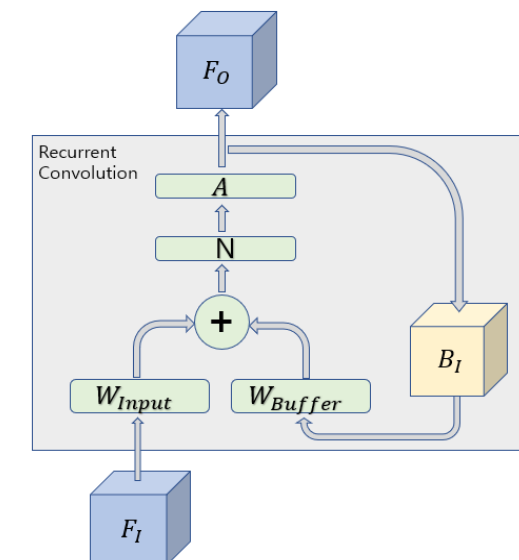 F_O
Recurrent
Convolution
A
N
+
B_I
W_Input
W_Buffer
F_I